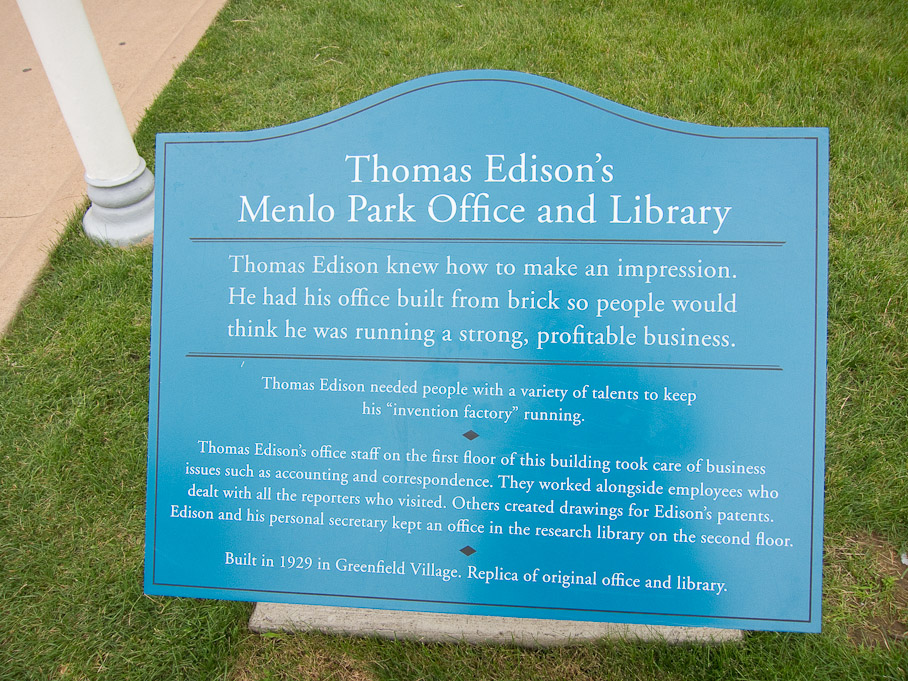 Thomas Edison's
Menlo Park Office and Library
Thomas Edison knew how to make an impression.
He had his office built from brick so people would
think he was running a strong, profitable business.
Thomas Edison needed people with a variety of talents to keep
his “invention factory” running.
Thomas Edison's office staff on the first floor of this building took care of business
issues such as accounting and correspondence. They worked alongside employees who
dealt with all the reporters who visited. Others created drawings for Edison's patents.
Edison and his personal secretary kept an office in the research library on the second floor.
Built in 1929 in Greenfield Village. Replica of original office and library.